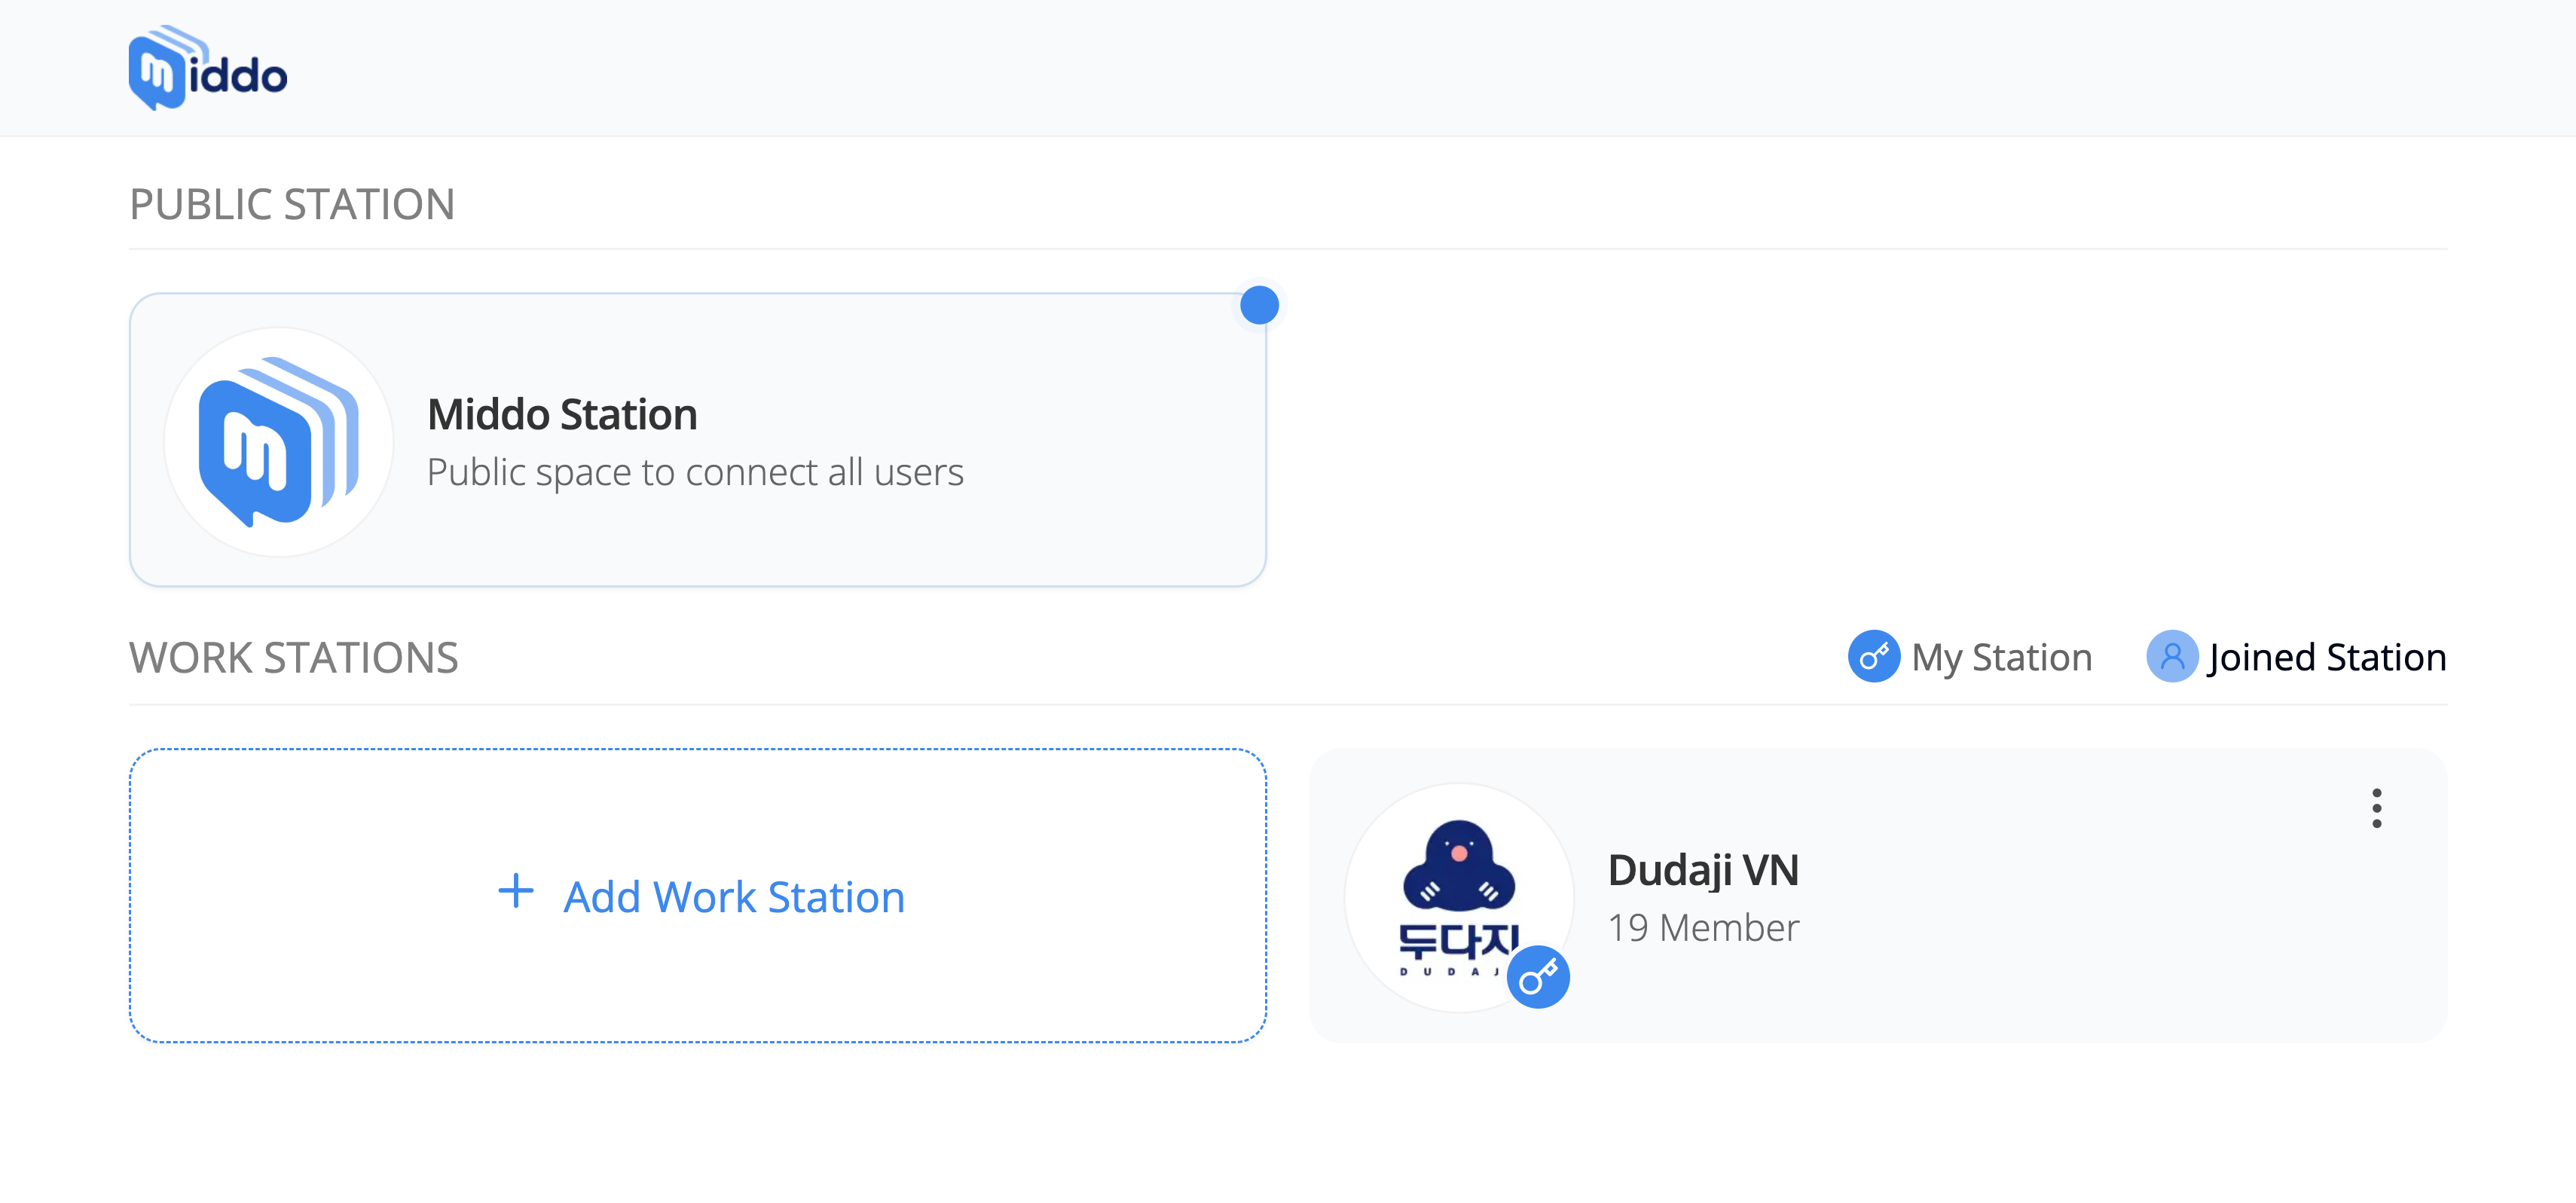 middo
PUBLIC STATION
Middo Station
Public space to connect all users
WORK STATIONS
My Station
Joined Station
+ Add Work Station
두다지
DUDAJ
Dudaji VN
19 Member